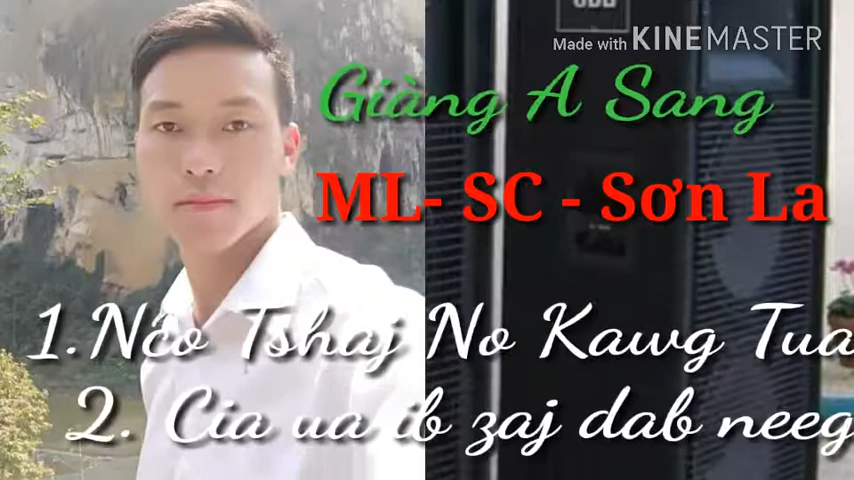 Made with KINEMASTER
Giàng A Sang
ML- SC - Sơn La
1. Nco Tshaj No Kawg Tua
2. Cia ua ib zaj dab neeg